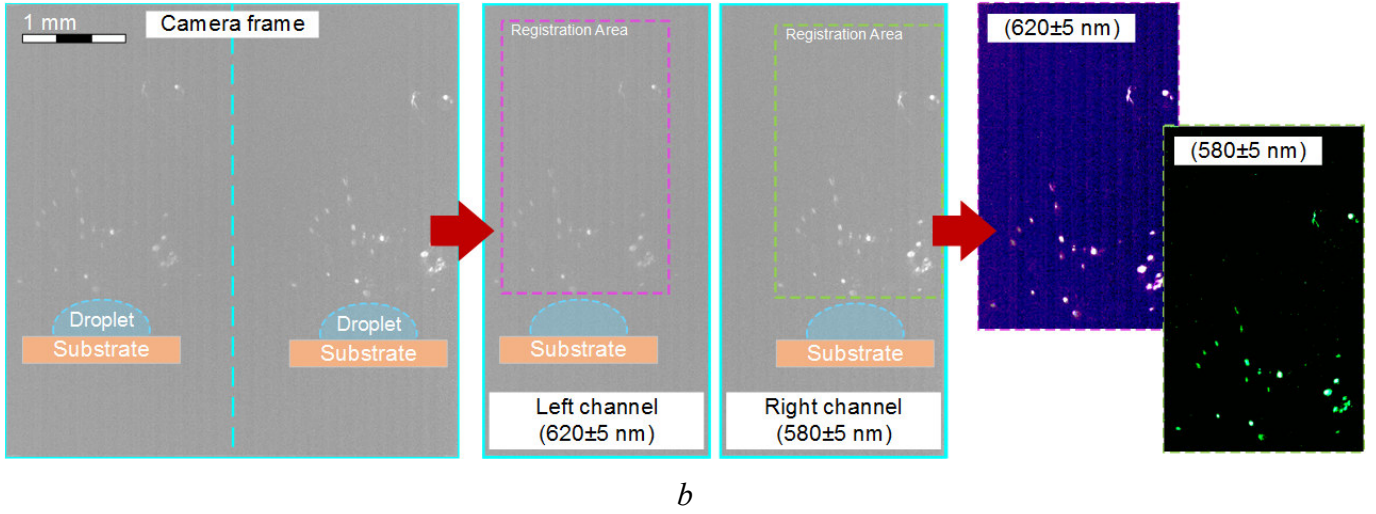 1 mm
Camera frame
Droplet
Substrate
Droplet
Substrate
Registration Area
Left channel
(620±5 nm)
Registration Area
Substrate
Right channel
(580±5 nm)
(620±5 nm)
(580±5 nm)
b